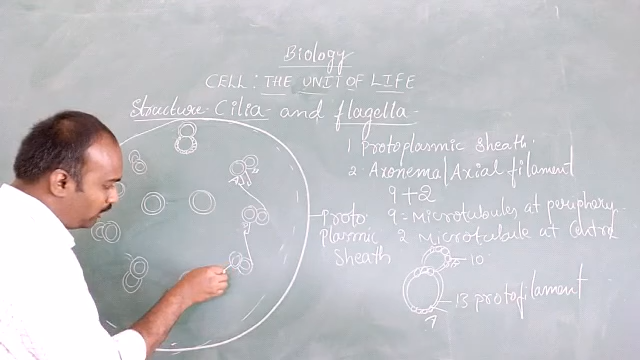 Biology
CELL: THE UNIT OF LIFE
Structure- Cilia - and flagella -
1 Protoplasmic Sheath.
2. Axonema/Axial filament
9+2
9 = Microtubules at periphery.
2 Microtubule at Central
Proto
plasmic
Sheath
10
13 protofilament